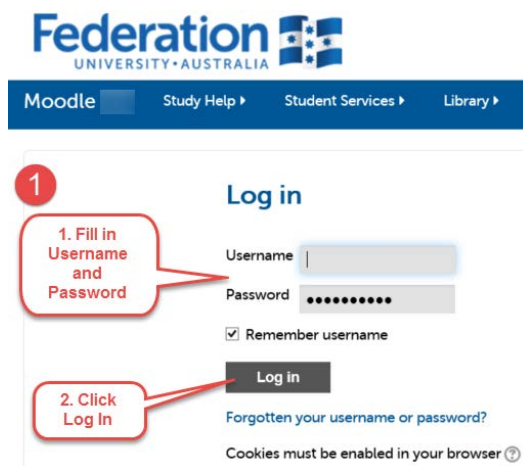 Federation
UNIVERSITY • AUSTRALIA
Moodle Study Help Student Services Library
1
Log in
1. Fill in
Username
and
Password
Username
Password ••••••••••
Remember username
Log in
2. Click
Log In
Forgotten your username or password?
Cookies must be enabled in your browser ?